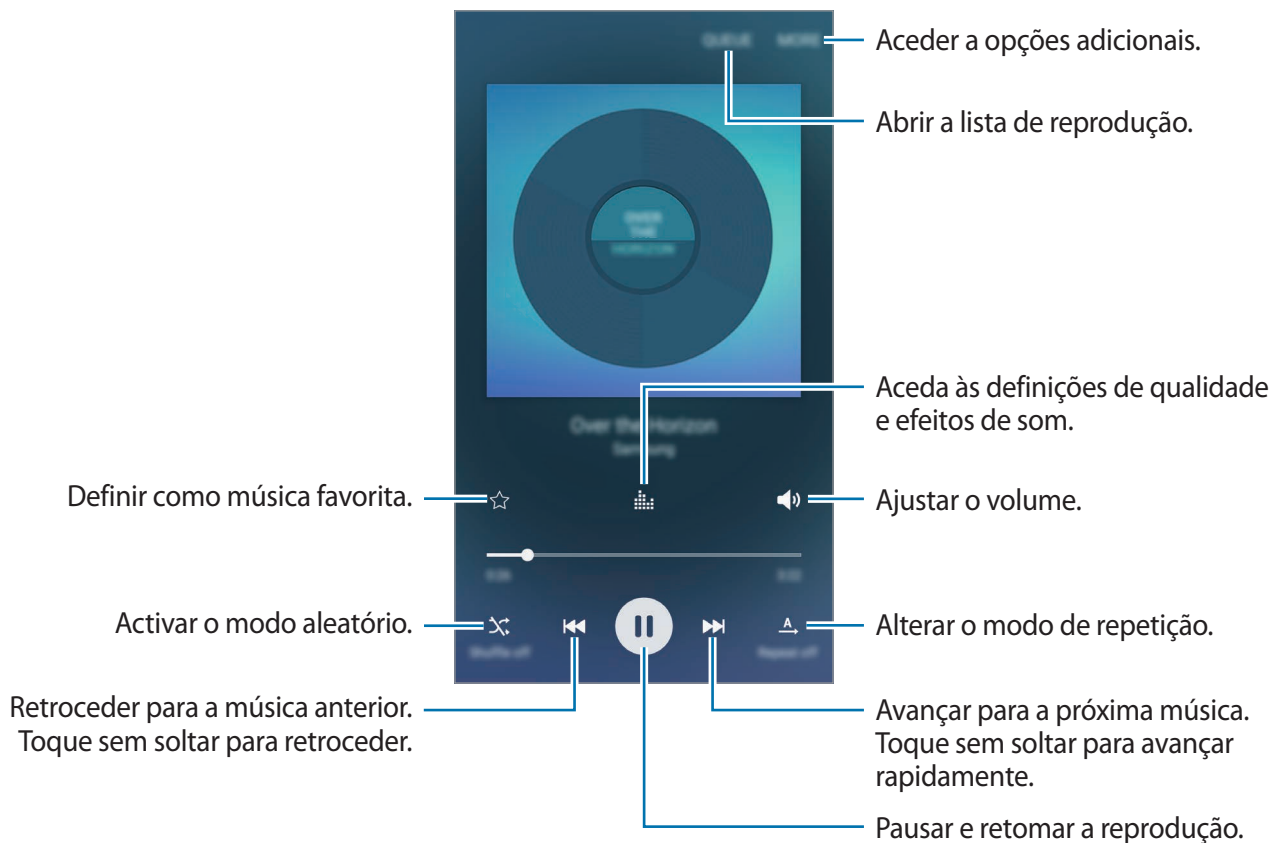 QUEUE MORE
Aceder a opções adicionais.
Abrir a lista de reprodução.
OVER
THE
HORIZON
Aceda às definições de qualidade
e efeitos de som.
Over the Horizon
Samsung
Definir como música favorita.
Ajustar o volume.
Activar o modo aleatório.
A
Alterar o modo de repetição.
Shuffle off
Repeat off
Retroceder para a música anterior.
Toque sem soltar para retroceder.
Avançar para a próxima música.
Toque sem soltar para avançar
rapidamente.
Pausar e retomar a reprodução.